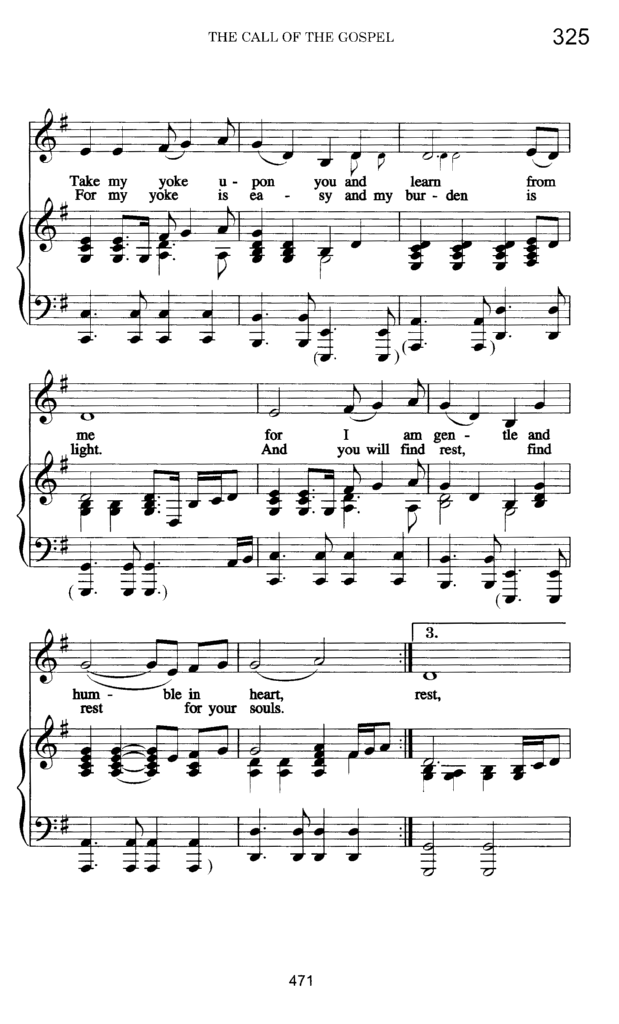 THE CALL OF THE GOSPEL 325
Take my yoke u - pon you and learn from
For my yoke is ea - sy and my bur - den is
me for I am gen - tle and
light. And you will find rest, find
3.
hum - ble in heart, rest,
rest for your souls.
471